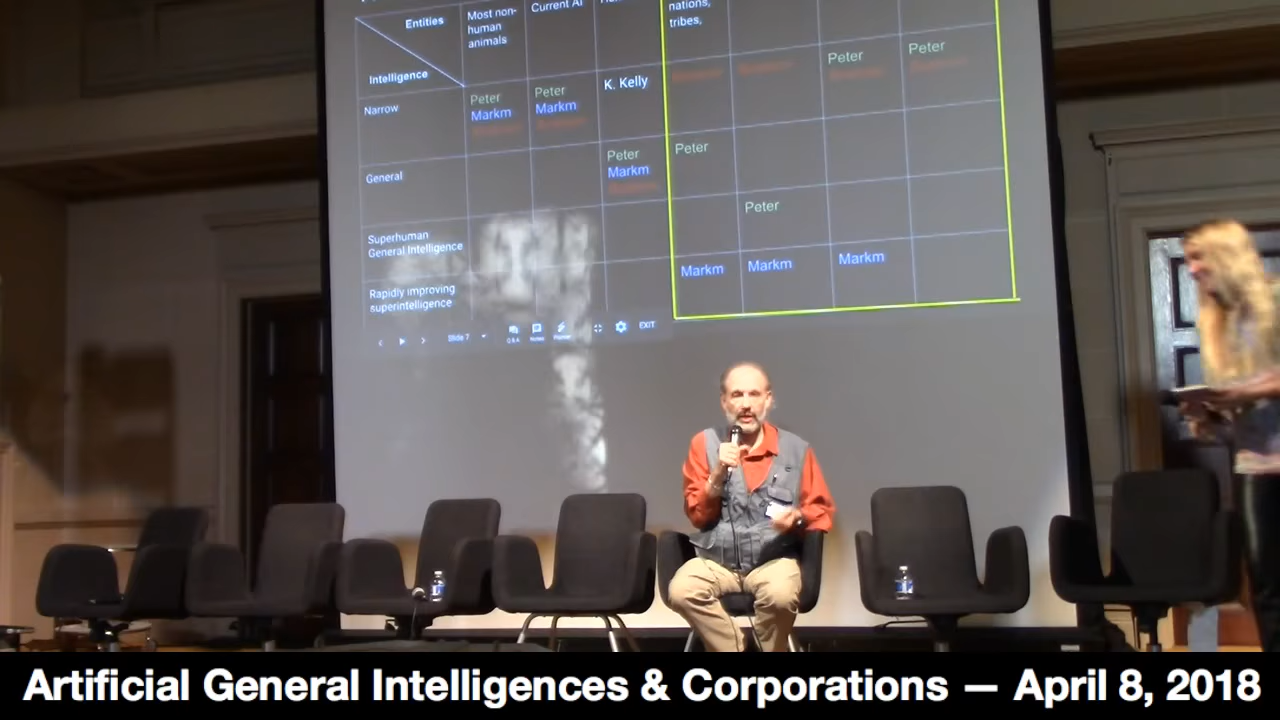 Entities
Most non-
human
animals
Current AI
nations,
tribes,
Intelligence
Narrow
Peter
Markm
Peter
Markm
K. Kelly
Peter
Peter
General
Peter
Markm
Peter
Superhuman
General Intelligence
Peter
Rapidly improving
superintelligence
Markm
Markm
Markm
Slide 7
Q&A
Notes
EXIT
Artificial General Intelligences & Corporations — April 8, 2018